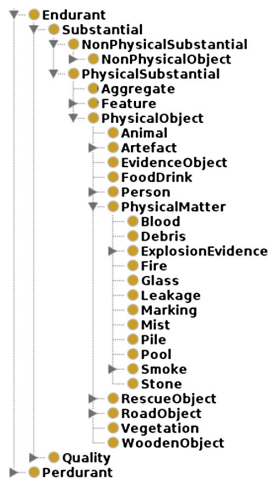 Endurant
Substantial
NonPhysicalSubstantial
NonPhysicalObject
PhysicalSubstantial
Aggregate
Feature
PhysicalObject
Animal
Artefact
EvidenceObject
FoodDrink
Person
PhysicalMatter
Blood
Debris
ExplosionEvidence
Fire
Glass
Leakage
Marking
Mist
Pile
Pool
Smoke
Stone
RescueObject
RoadObject
Vegetation
WoodenObject
Quality
Perdurant